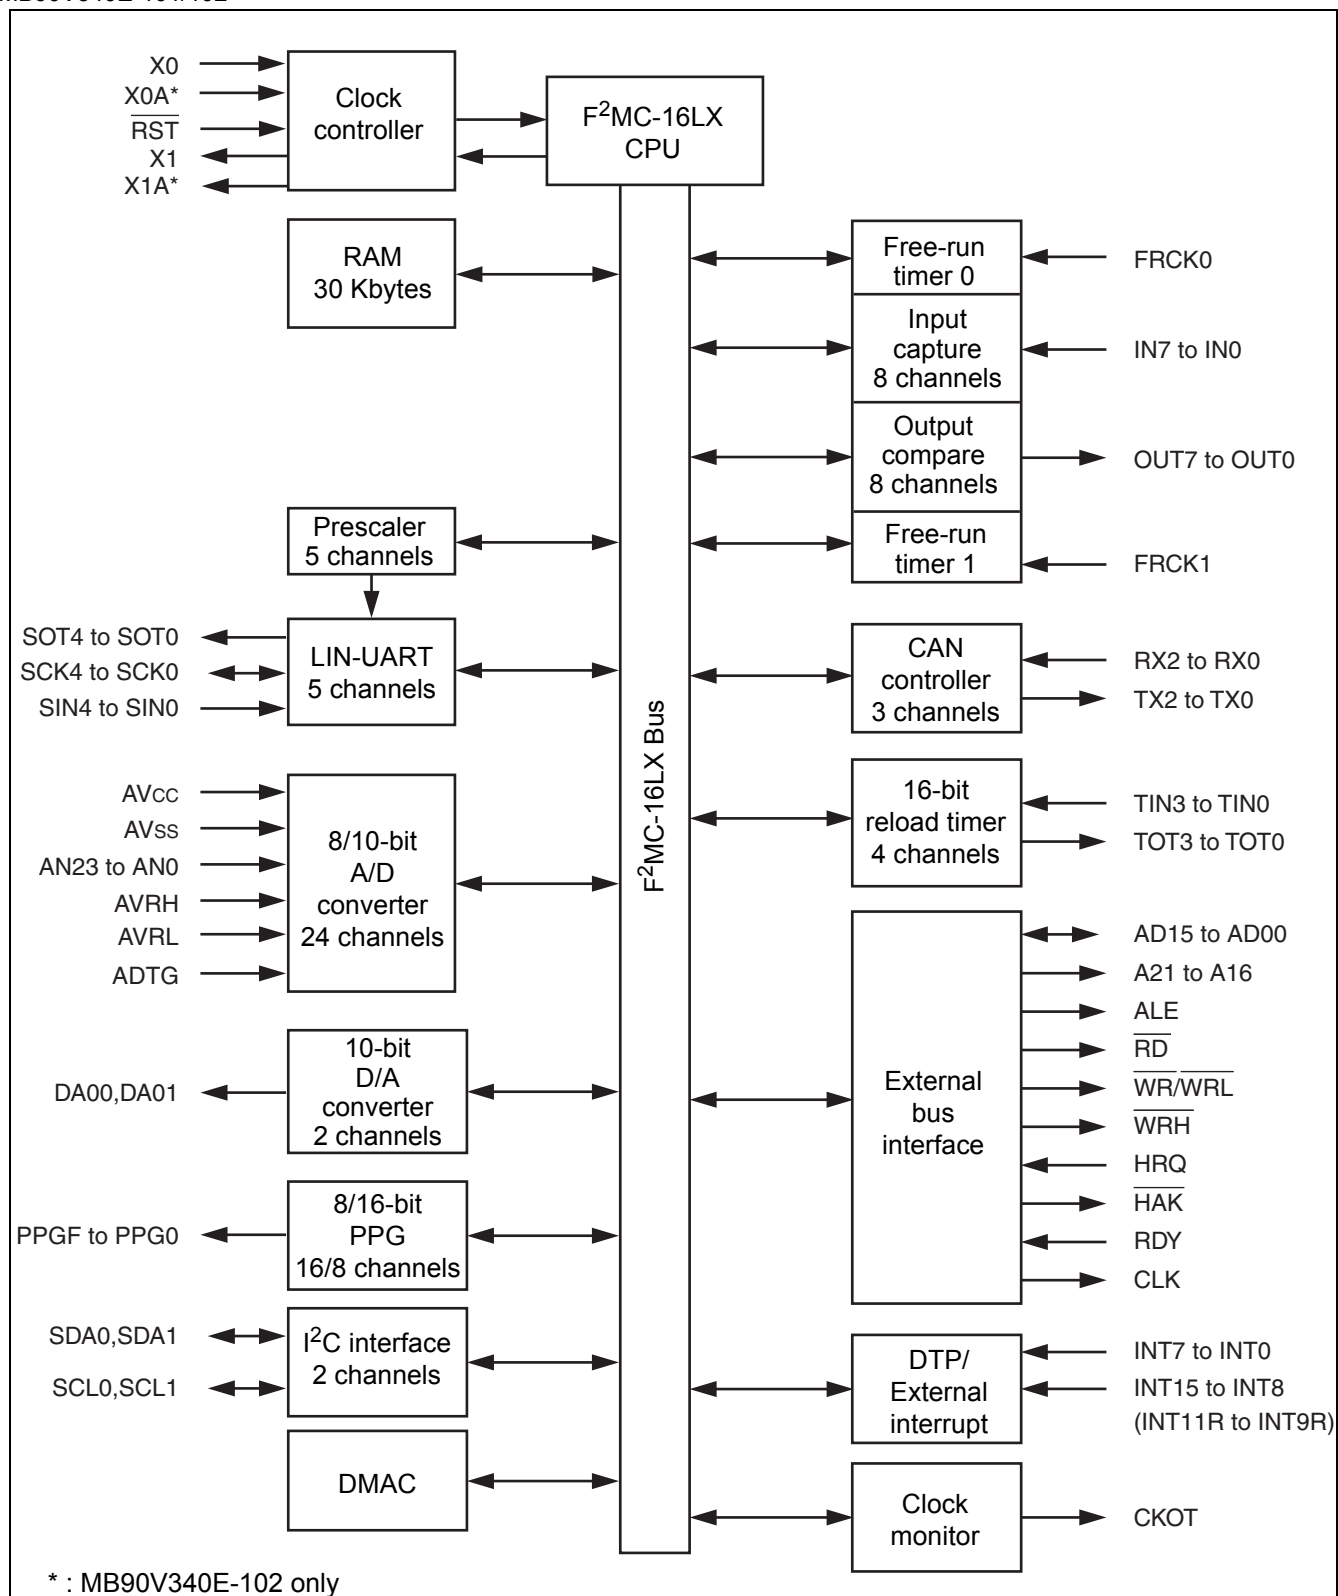 X0
X0A*
RST
X1
X1A*
Clock
controller
F2MC-16LX
CPU
RAM
30 Kbytes
Prescaler
5 channels
SOT4 to SOT0
SCK4 to SCK0
SIN4 to SIN0
LIN-UART
5 channels
AVCC
AVSS
AN23 to AN0
AVRH
AVRL
ADTG
8/10-bit
A/D
converter
24 channels
DA00,DA01
10-bit
D/A
converter
2 channels
PPGF to PPG0
8/16-bit
PPG
16/8 channels
SDA0,SDA1
SCL0,SCL1
I2C interface
2 channels
DMAC
F2MC-16LX Bus
Free-run
timer 0
FRCK0
Input
capture
8 channels
IN7 to IN0
Output
compare
8 channels
OUT7 to OUT0
Free-run
timer 1
FRCK1
CAN
controller
3 channels
RX2 to RX0
TX2 to TX0
16-bit
reload timer
4 channels
TIN3 to TIN0
TOT3 to TOT0
External
bus
interface
AD15 to AD00
A21 to A16
ALE
RD
WR/WRL
WRH
HRQ
HAK
RDY
CLK
DTP/
External
interrupt
INT7 to INT0
INT15 to INT8
(INT11R to INT9R)
Clock
monitor
CKOT
* : MB90V340E-102 only